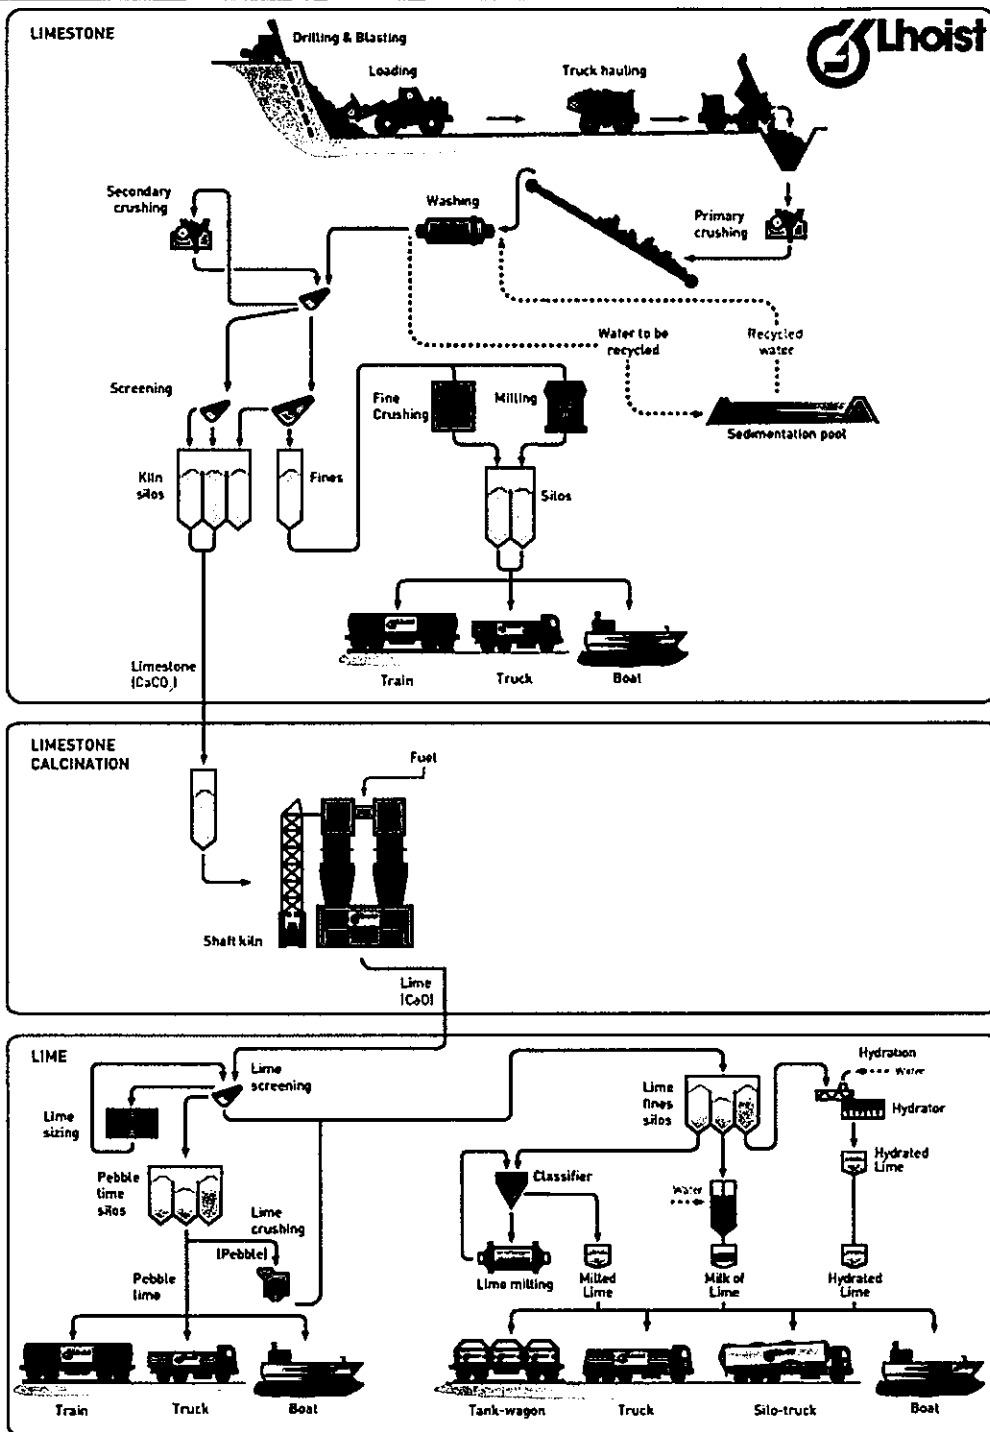 LIMESTONE
Lhoist
Drilling & Blasting
Loading
Truck hauling
Secondary
crushing
Washing
Primary
crushing
Water to be
recycled
Recycled
water
Screening
Fine
Crushing
Milling
Sedimentation pool
Kiln
silos
Fines
Silos
Train
Truck
Boat
Limestone
(CaCO3)
LIMESTONE
CALCINATION
Fuel
Shaft kiln
Lime
(CaO)
LIME
Lime
screening
Lime
sizing
Lime
fines
silos
Hydration
Water
Hydrator
Hydrated
Lime
Pebble
lime
silos
Classifier
Water
Lime
crushing
(Pebble)
Pebble
lime
Lime milling
Milled
Lime
Milk of
Lime
Hydrated
Lime
Train
Truck
Boat
Tank-wagon
Truck
Silo-truck
Boat